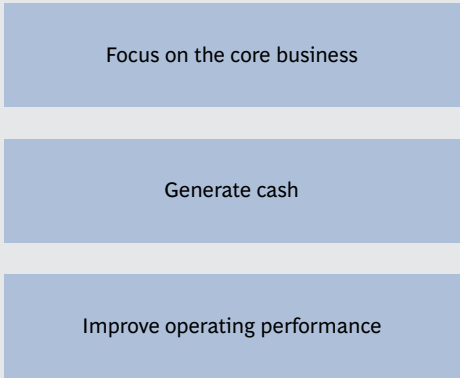 Focus on the core business
Generate cash
Improve operating performance